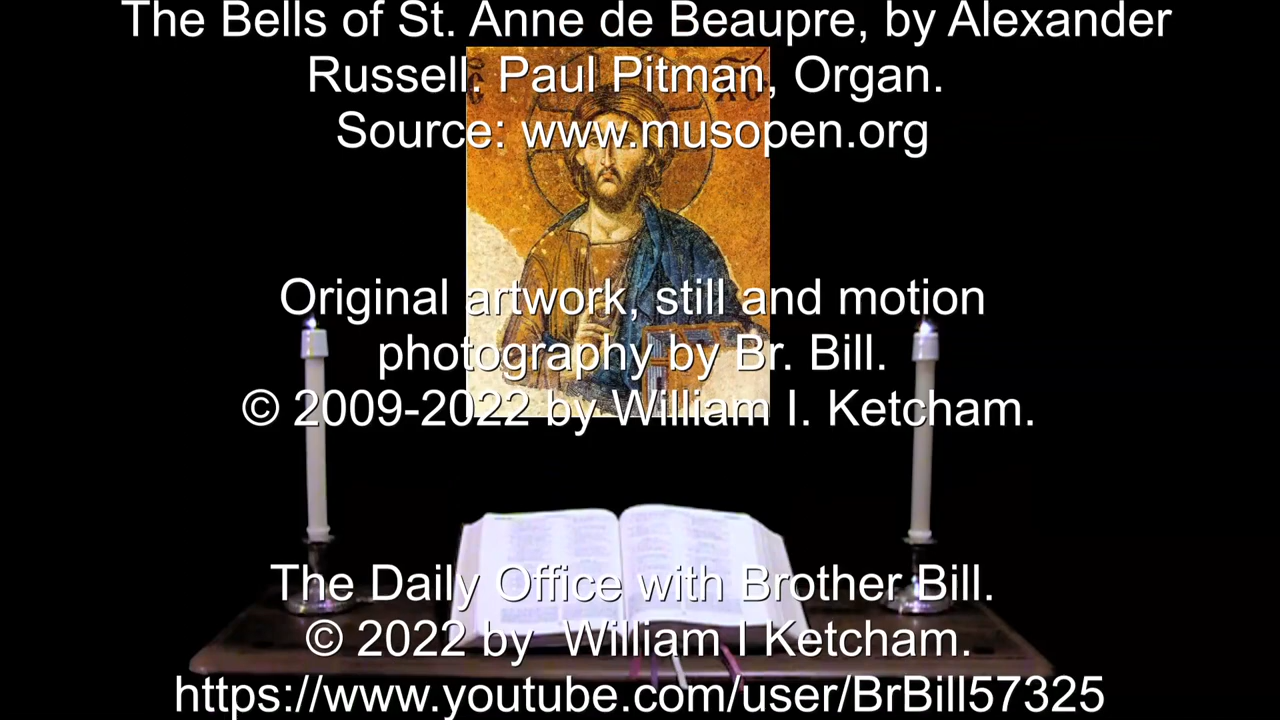 The Bells of St. Anne de Beaupre, by Alexander
Russell. Paul Pitman, Organ.
Source: www.musopen.org
Original artwork, still and motion
photography by Br. Bill.
© 2009-2022 by William I. Ketcham.
The Daily Office with Brother Bill.
© 2022 by  William I Ketcham.
https://www.youtube.com/user/BrBill57325